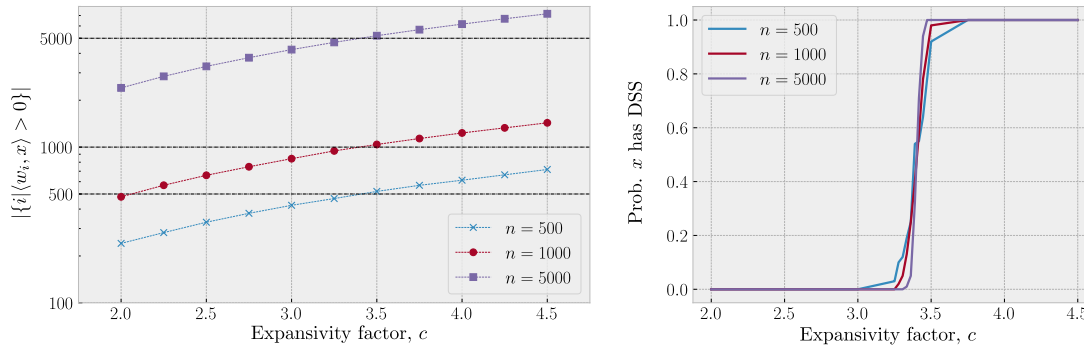 |{i|⟨w_i, x⟩ > 0}|
5000
1000
500
100
2.0 2.5 3.0 3.5 4.0 4.5
Expansivity factor, c
n = 500
n = 1000
n = 5000
Prob. x has DSS
1.0
0.8
0.6
0.4
0.2
0.0
2.0 2.5 3.0 3.5 4.0 4.5
Expansivity factor, c
n = 500
n = 1000
n = 5000